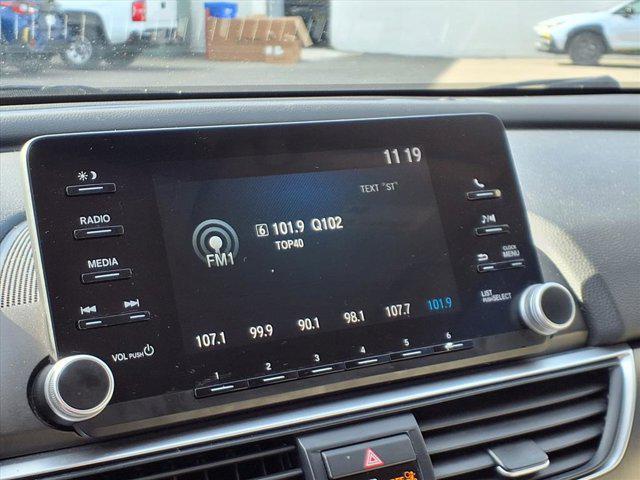 11 19
TEXT "ST"
RADIO
6 101.9 Q102
TOP40
FM1
MEDIA
CLOCK
MENU
LIST
PUSH SELECT
VOL PUSH
107.1 99.9 90.1 98.1 107.7 101.9
1 2 3 4 5 6